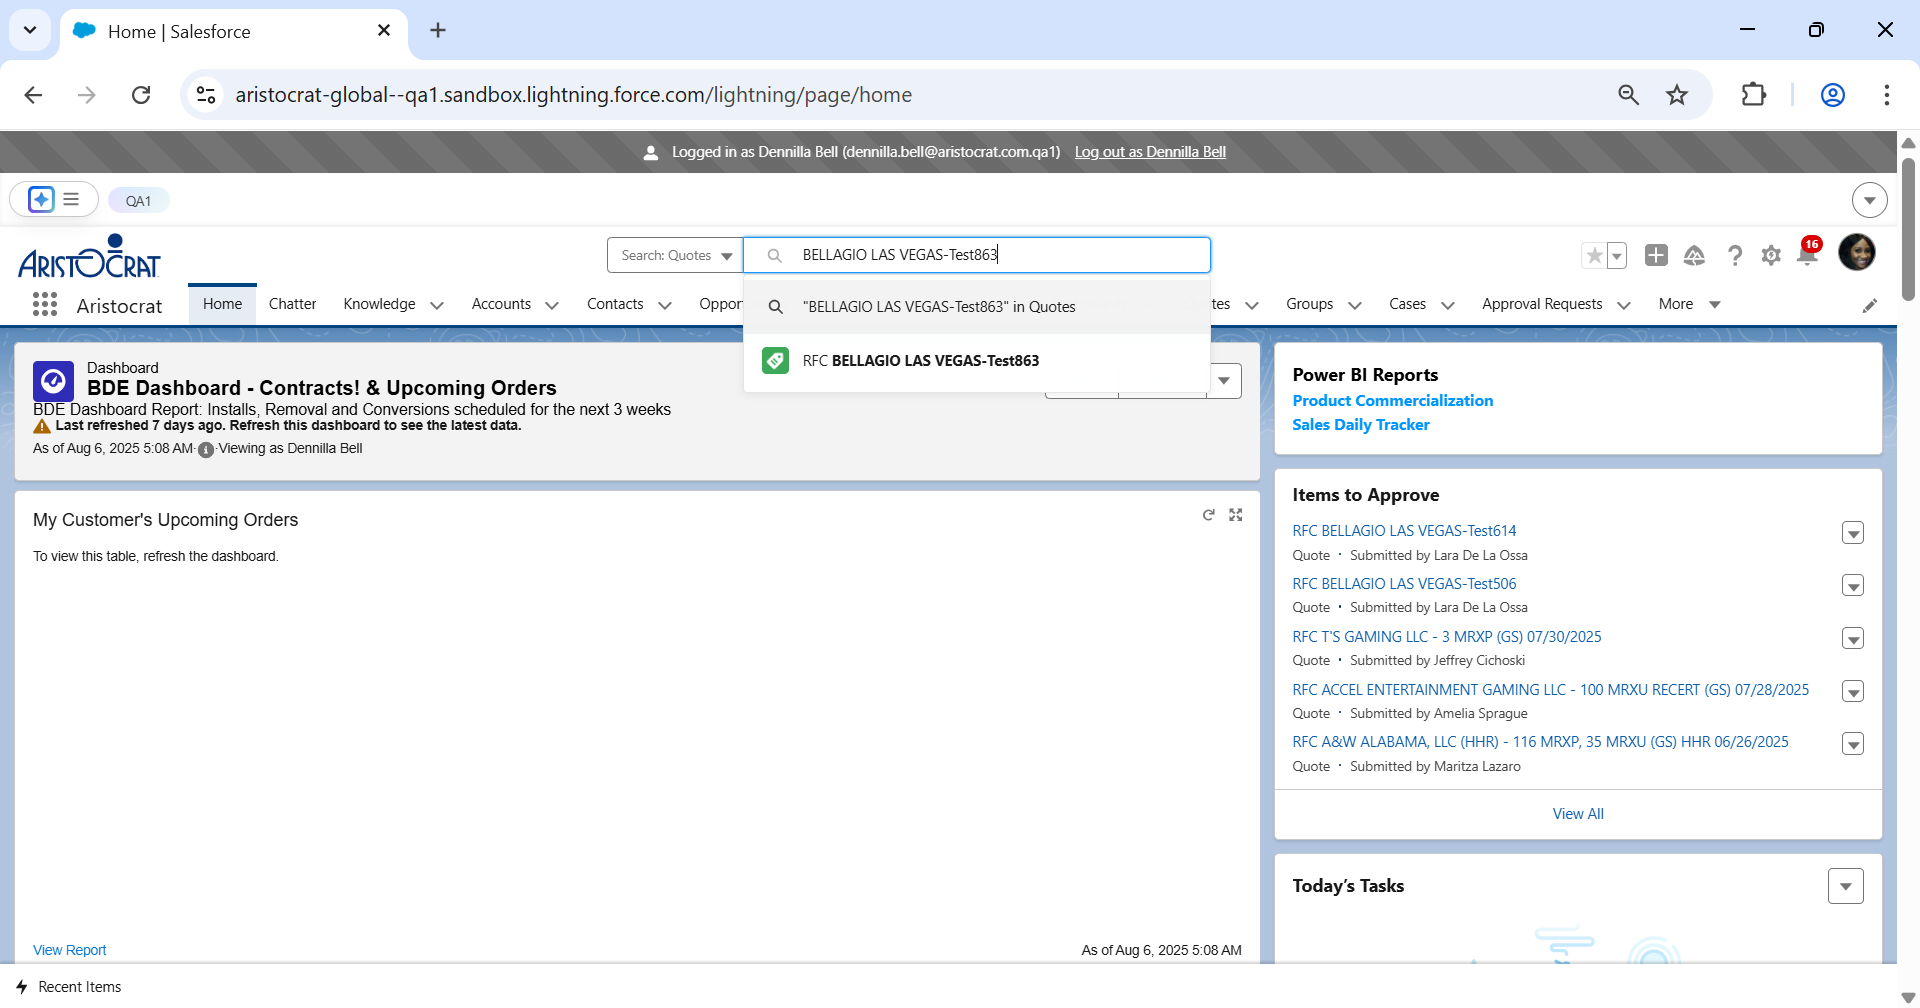 Home | Salesforce
aristocrat-global--qa1.sandbox.lightning.force.com/lightning/page/home
Logged in as Dennilla Bell (dennilla.bell@aristocrat.com.qa1) Log out as Dennilla Bell
QA1
ARISTOCRAT
Search: Quotes
BELLAGIO LAS VEGAS-Test863
16
Aristocrat
Home
Chatter
Knowledge
Accounts
Contacts
Oppor
tes
Groups
Cases
Approval Requests
More
"BELLAGIO LAS VEGAS-Test863" in Quotes
RFC BELLAGIO LAS VEGAS-Test863
Dashboard
BDE Dashboard - Contracts! & Upcoming Orders
BDE Dashboard Report: Installs, Removal and Conversions scheduled for the next 3 weeks
Last refreshed 7 days ago. Refresh this dashboard to see the latest data.
As of Aug 6, 2025 5:08 AM·Viewing as Dennilla Bell
My Customer's Upcoming Orders
To view this table, refresh the dashboard.
View Report
As of Aug 6, 2025 5:08 AM
Power BI Reports
Product Commercialization
Sales Daily Tracker
Items to Approve
RFC BELLAGIO LAS VEGAS-Test614
Quote · Submitted by Lara De La Ossa
RFC BELLAGIO LAS VEGAS-Test506
Quote · Submitted by Lara De La Ossa
RFC T'S GAMING LLC - 3 MRXP (GS) 07/30/2025
Quote · Submitted by Jeffrey Cichoski
RFC ACCEL ENTERTAINMENT GAMING LLC - 100 MRXU RECERT (GS) 07/28/2025
Quote · Submitted by Amelia Sprague
RFC A&W ALABAMA, LLC (HHR) - 116 MRXP, 35 MRXU (GS) HHR 06/26/2025
Quote · Submitted by Maritza Lazaro
View All
Today's Tasks
Recent Items